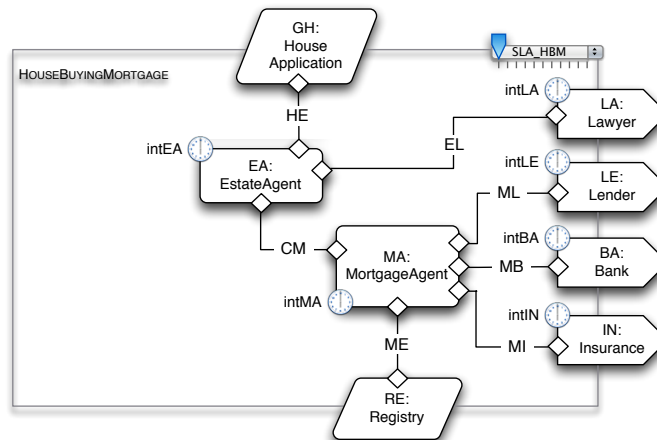 GH:
House
Application
SLA_HBM
HOUSEBUYINGMORTGAGE
intLA
LA:
Lawyer
HE
intEA
EL
EA:
EstateAgent
intLE
LE:
Lender
ML
intBA
CM
MA:
MortgageAgent
MB
BA:
Bank
intMA
intIN
ME
MI
IN:
Insurance
RE:
Registry